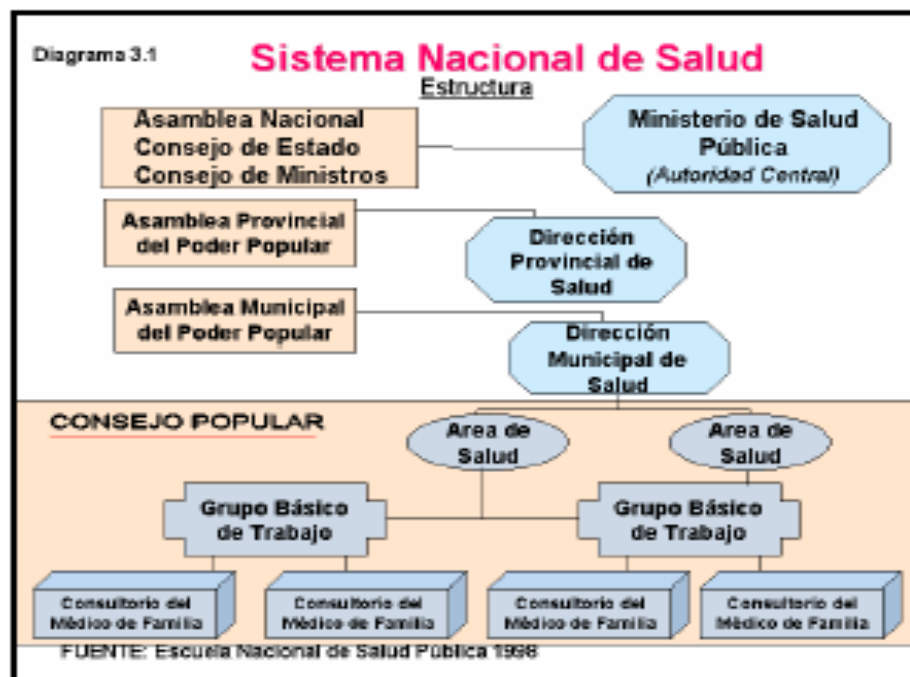 Diagrama 3.1
Sistema Nacional de Salud
Estructura
Asamblea Nacional
Consejo de Estado
Consejo de Ministros
Ministerio de Salud
Pública
(Autoridad Central)
Asamblea Provincial
del Poder Popular
Dirección
Provincial de
Salud
Asamblea Municipal
del Poder Popular
Dirección
Municipal de
Salud
CONSEJO POPULAR
Area de
Salud
Area de
Salud
Grupo Básico
de Trabajo
Grupo Básico
de Trabajo
Consultorio del
Médico de Familia
Consultorio del
Médico de Familia
Consultorio del
Médico de Familia
Consultorio del
Médico de Familia
FUENTE: Escuela Nacional de Salud Pública 1998